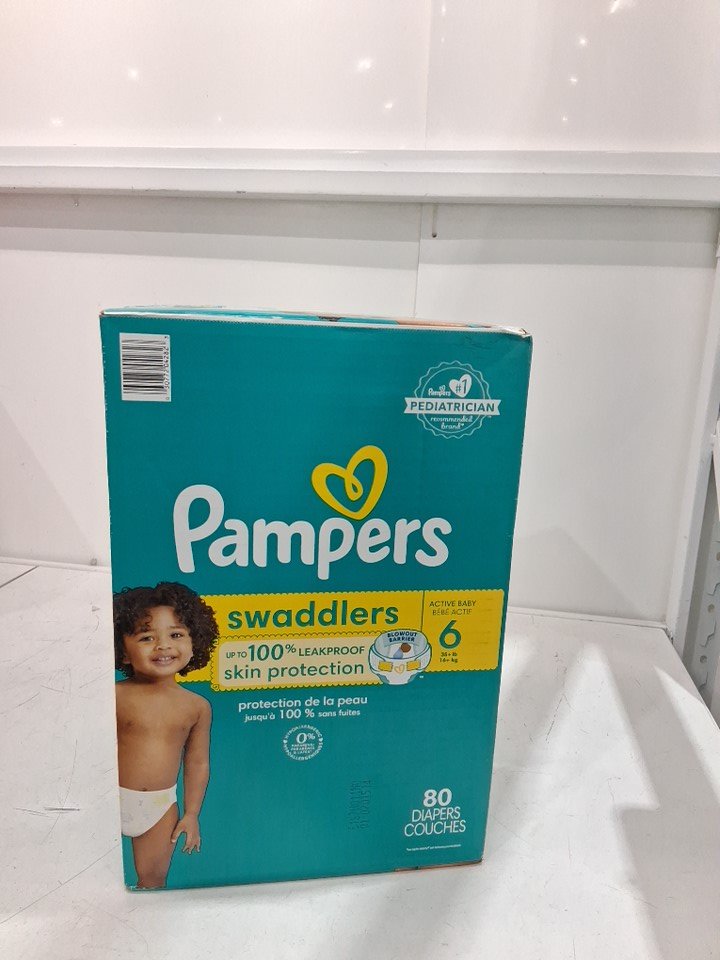 Pampers #1
PEDIATRICIAN
recommended
brand*
Pampers
swaddlers
ACTIVE BABY
BÉBÉ ACTIF
6
35+ lb
16+ kg
UP TO 100% LEAKPROOF
skin protection
BLOWOUT
BARRIER
protection de la peau
jusqu'à 100 % sans fuites
0%
80
DIAPERS
COUCHES